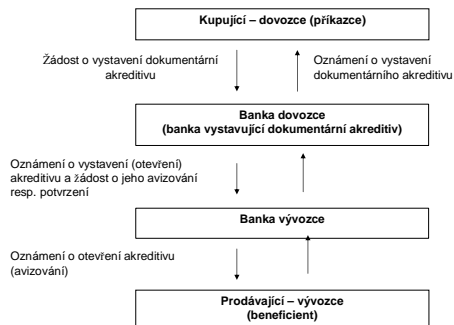 Kupující – dovozce (příkazce)
Žádost o vystavení dokumentární
akreditivu
Oznámení o vystavení
dokumentárního akreditivu
Banka dovozce
(banka vystavující dokumentární akreditiv)
Oznámení o vystavení (otevření)
akreditivu a žádost o jeho avizování
resp. potvrzení
Banka vývozce
Oznámení o otevření akreditivu
(avizování)
Prodávající – vývozce
(beneficient)